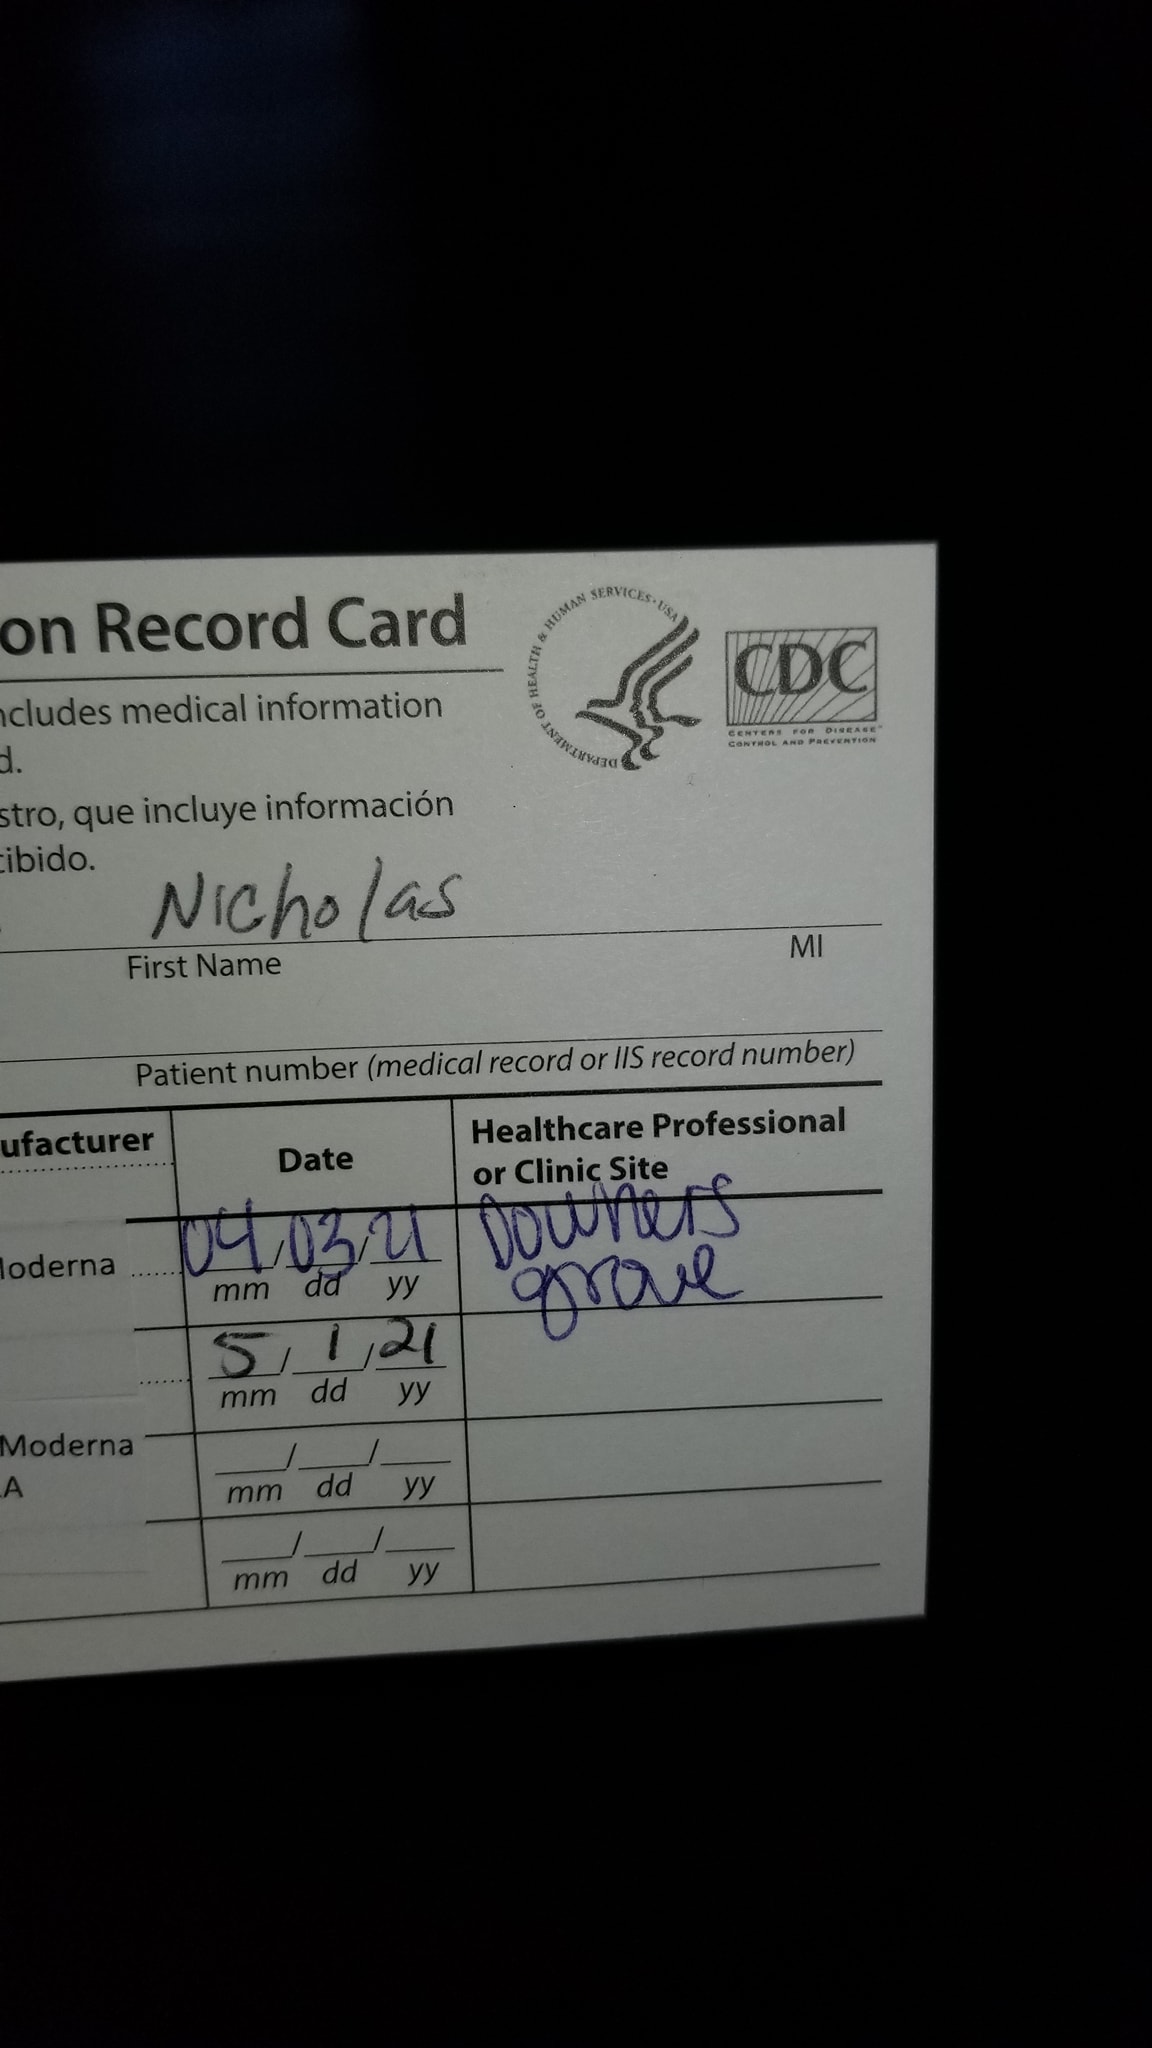 on Record Card
DEPARTMENT OF HEALTH & HUMAN SERVICES • USA
CDC
CENTERS FOR DISEASE
CONTROL AND PREVENTION
ncludes medical information
d.
stro, que incluye información
cibido.
Nicholas
First Name MI
Patient number (medical record or IIS record number)
ufacturer Date Healthcare Professional
or Clinic Site
Moderna 04/03/21 Downers
grove
mm dd yy
5/1/21
mm dd yy
Moderna
A
mm dd yy
mm dd yy